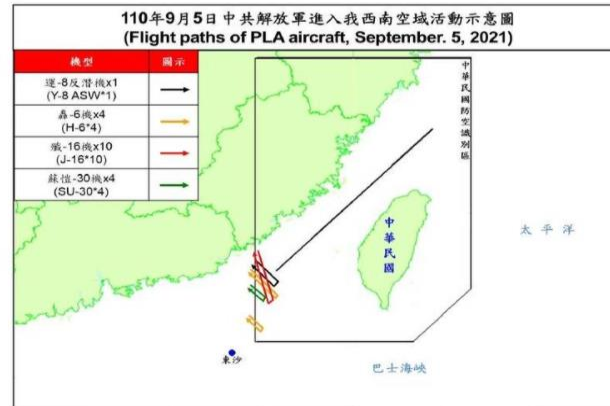 110年9月5日中共解放軍進入我西南空域活動示意圖
(Flight paths of PLA aircraft, September. 5, 2021)
機型 圖示
運-8反潛機x1
(Y-8 ASW*1)
轟-6機x4
(H-6*4)
殲-16機x10
(J-16*10)
蘇愷-30機x4
(SU-30*4)
中華民國防空識別區
中華民國
太平洋
東沙
巴士海峽